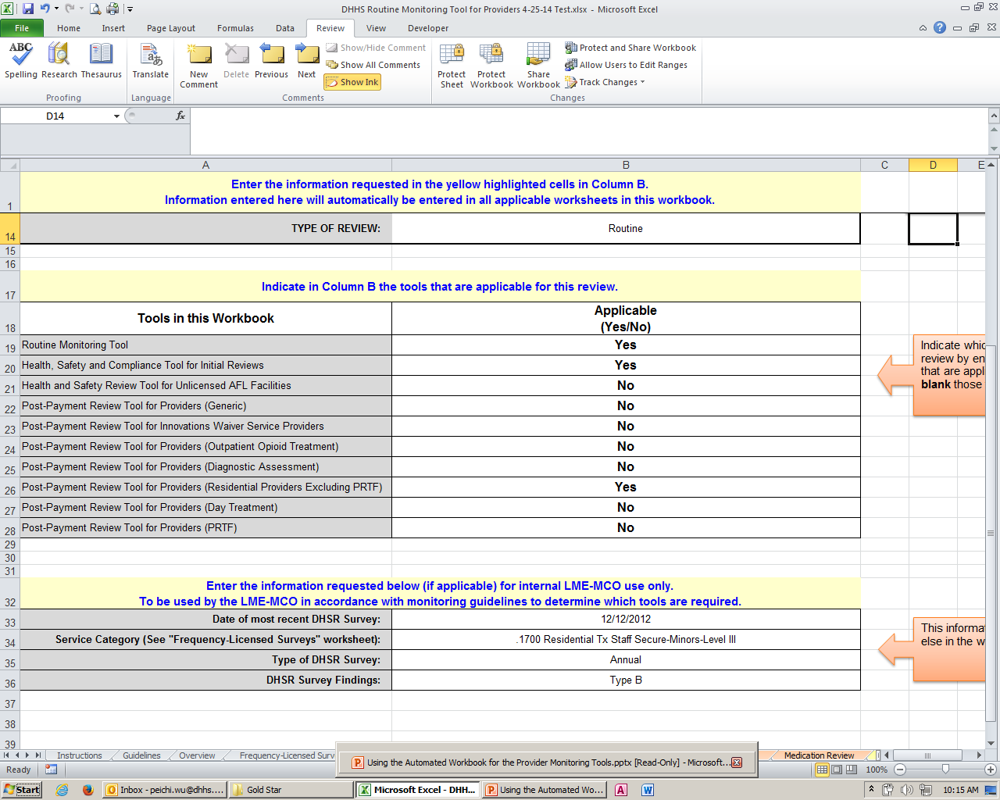 DHHS Routine Monitoring Tool for Providers 4-25-14 Test.xlsx - Microsoft Excel
File Home Insert Page Layout Formulas Data Review View Developer
ABC
Spelling Research Thesaurus
Proofing
Translate
Language
New Comment Delete Previous Next
Show/Hide Comment
Show All Comments
Show Ink
Comments
Protect Sheet Protect Workbook Share Workbook
Protect and Share Workbook
Allow Users to Edit Ranges
Track Changes
Changes
D14 fx
A B C D E
1 Enter the information requested in the yellow highlighted cells in Column B.
Information entered here will automatically be entered in all applicable worksheets in this workbook.
14 TYPE OF REVIEW: Routine
15
16
17 Indicate in Column B the tools that are applicable for this review.
18 Tools in this Workbook Applicable
(Yes/No)
19 Routine Monitoring Tool Yes
20 Health, Safety and Compliance Tool for Initial Reviews Yes
21 Health and Safety Review Tool for Unlicensed AFL Facilities No
22 Post-Payment Review Tool for Providers (Generic) No
23 Post-Payment Review Tool for Innovations Waiver Service Providers No
24 Post-Payment Review Tool for Providers (Outpatient Opioid Treatment) No
25 Post-Payment Review Tool for Providers (Diagnostic Assessment) No
26 Post-Payment Review Tool for Providers (Residential Providers Excluding PRTF) Yes
27 Post-Payment Review Tool for Providers (Day Treatment) No
28 Post-Payment Review Tool for Providers (PRTF) No
Indicate whic
review by en
that are appl
blank those
29
30
31
32 Enter the information requested below (if applicable) for internal LME-MCO use only.
To be used by the LME-MCO in accordance with monitoring guidelines to determine which tools are required.
33 Date of most recent DHSR Survey: 12/12/2012
34 Service Category (See "Frequency-Licensed Surveys" worksheet): .1700 Residential Tx Staff Secure-Minors-Level III
35 Type of DHSR Survey: Annual
36 DHSR Survey Findings: Type B
This informa
else in the w
37
38
39
Instructions Guidelines Overview Frequency-Licensed Surv Medication Review
Using the Automated Workbook for the Provider Monitoring Tools.pptx [Read-Only] - Microsoft...
Ready 100%
Start Inbox - peichi.wu@dhhs.... Gold Star Microsoft Excel - DHH... Using the Automated Wo... 10:15 AM